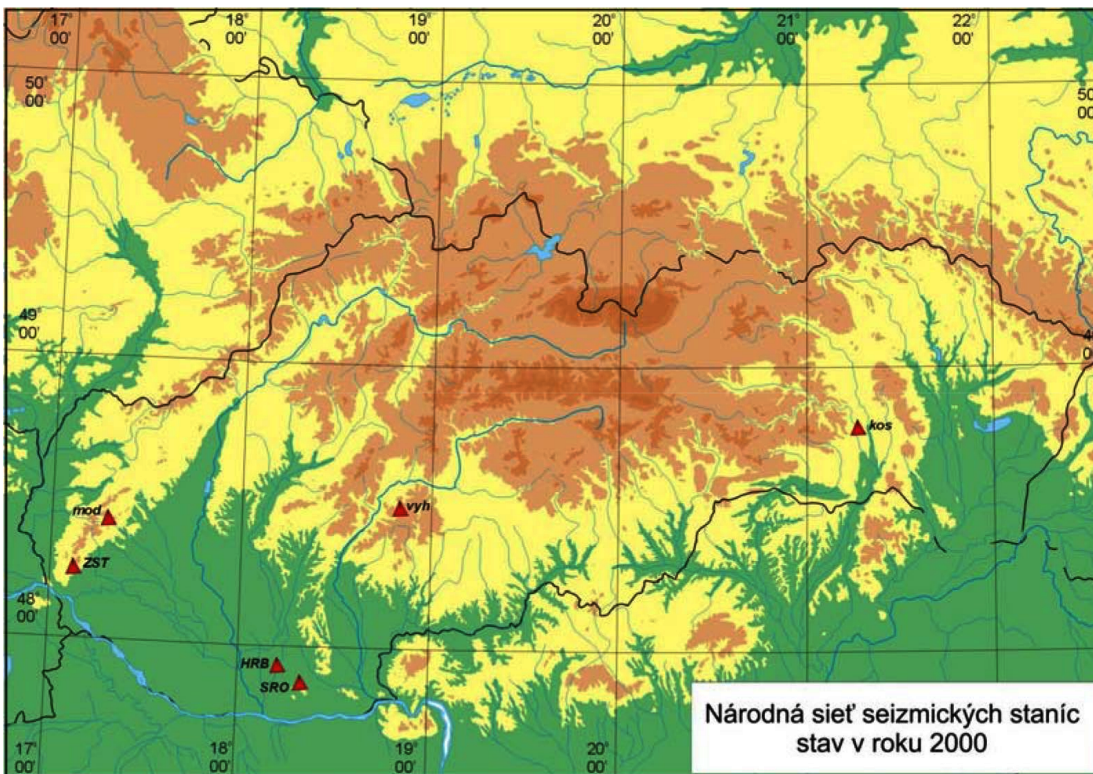 17° 00'
18° 00'
19° 00'
20° 00'
21° 00'
22° 00'
50° 00'
50 00
49° 00'
48° 00'
kos
vyh
mod
ZST
HRB
SRO
17° 00'
18° 00'
19° 00'
20° 00'
Národná sieť seizmických staníc
stav v roku 2000